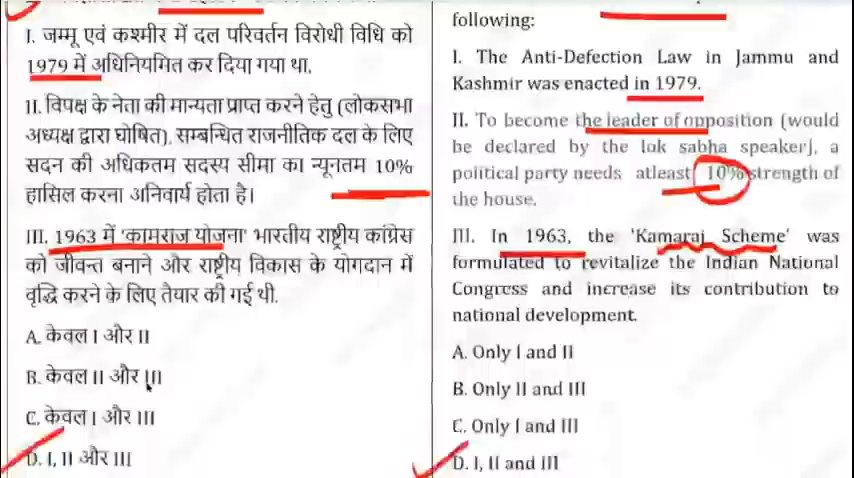 I. जम्मू एवं कश्मीर में दल परिवर्तन विरोधी विधि को
1979 में अधिनियमित कर दिया गया था.
II. विपक्ष के नेता की मान्यता प्राप्त करने हेतु (लोकसभा
अध्यक्ष द्वारा घोषित), सम्बन्धित राजनीतिक दल के लिए
सदन की अधिकतम सदस्य सीमा का न्यूनतम 10%
हासिल करना अनिवार्य होता है।
III. 1963 में 'कामराज योजना' भारतीय राष्ट्रीय कांग्रेस
को जीवन्त बनाने और राष्ट्रीय विकास के योगदान में
वृद्धि करने के लिए तैयार की गई थी.
A. केवल I और II
B. केवल II और III
C. केवल I और III
D. I, II और III
following:
I. The Anti-Defection Law in Jammu and
Kashmir was enacted in 1979.
II. To become the leader of opposition (would
be declared by the lok sabha speaker), a
political party needs atleast 10% strength of
the house.
III. In 1963, the 'Kamaraj Scheme' was
formulated to revitalize the Indian National
Congress and increase its contribution to
national development.
A. Only I and II
B. Only II and III
C. Only I and III
D. I, II and III